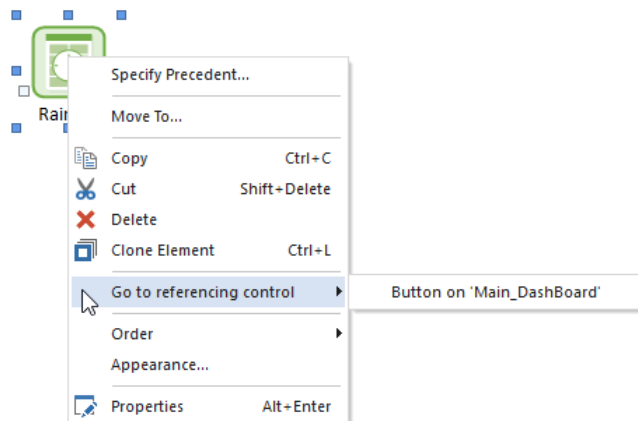 Specify Precedent...
Rai
Move To...
Copy Ctrl+C
Cut Shift+Delete
Delete
Clone Element Ctrl+L
Go to referencing control Button on 'Main_DashBoard'
Order
Appearance...
Properties Alt+Enter